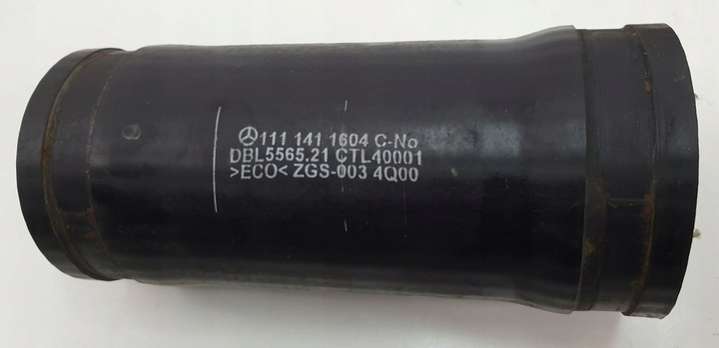 111 141 1604 C-No
DBL5565.21 CTL40001
>ECO< ZGS-003 4Q00